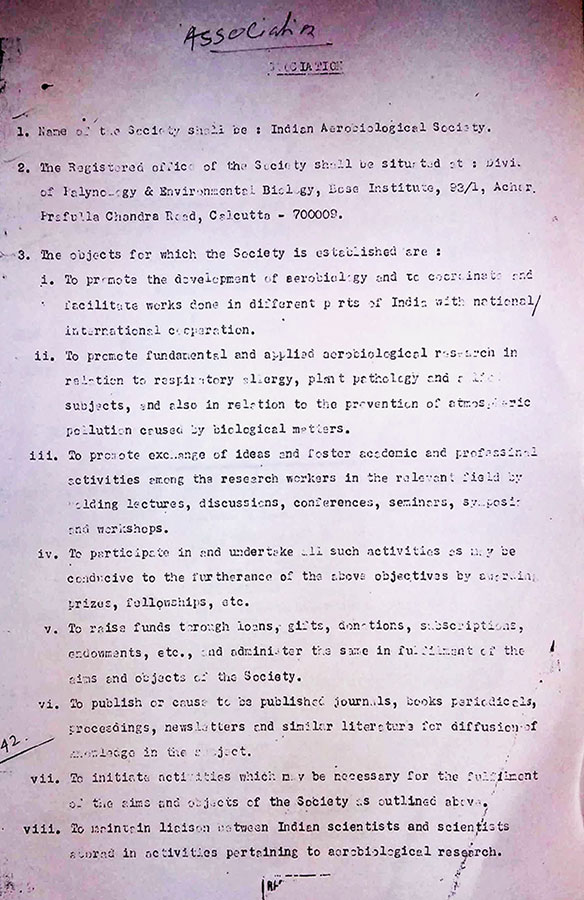 Association
1. Name of the Society shall be : Indian Aerobiological Society.
2. The Registered office of the Society shall be situated at : Divi.
of Palynology & Environmental Biology, Bose Institute, 93/1, Achar.
Prafulla Chandra Road, Calcutta - 700009.
3. The objects for which the Society is established are :
i. To promote the development of aerobiology and to coordinate and
facilitate works done in different parts of India with national/
international cooperation.
ii. To promote fundamental and applied aerobiological research in
relation to respiratory allergy, plant pathology and
subjects, and also in relation to the prevention of atmospheric
pollution caused by biological matters.
iii. To promote exchange of ideas and foster academic and professinal
activities among the research workers in the relevant field by
holding lectures, discussions, conferences, seminars, symposia
and workshops.
iv. To participate in and undertake all such activities as may be
conducive to the furtherance of the above objectives by awarding
prizes, fellowships, etc.
v. To raise funds through loans, gifts, donations, subscriptions,
endowments, etc., and administer the same in fulfilment of the
aims and objects of the Society.
vi. To publish or cause to be published journals, books periodicals,
proceedings, newsletters and similar literature for diffusion of
42.
knowledge in the subject.
vii. To initiate activities which may be necessary for the fulfilment
of the aims and objects of the Society as outlined above.
viii. To maintain liaison between Indian scientists and scientists
abroad in activities pertaining to aerobiological research.